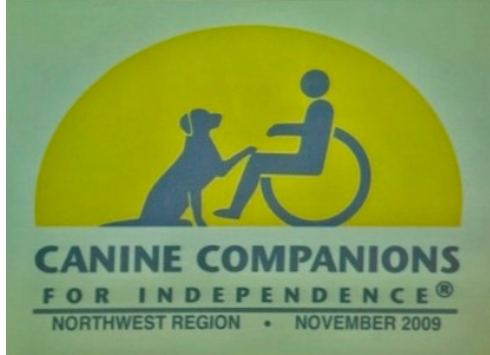 CANINE COMPANIONS
FOR INDEPENDENCE®
NORTHWEST REGION • NOVEMBER 2009